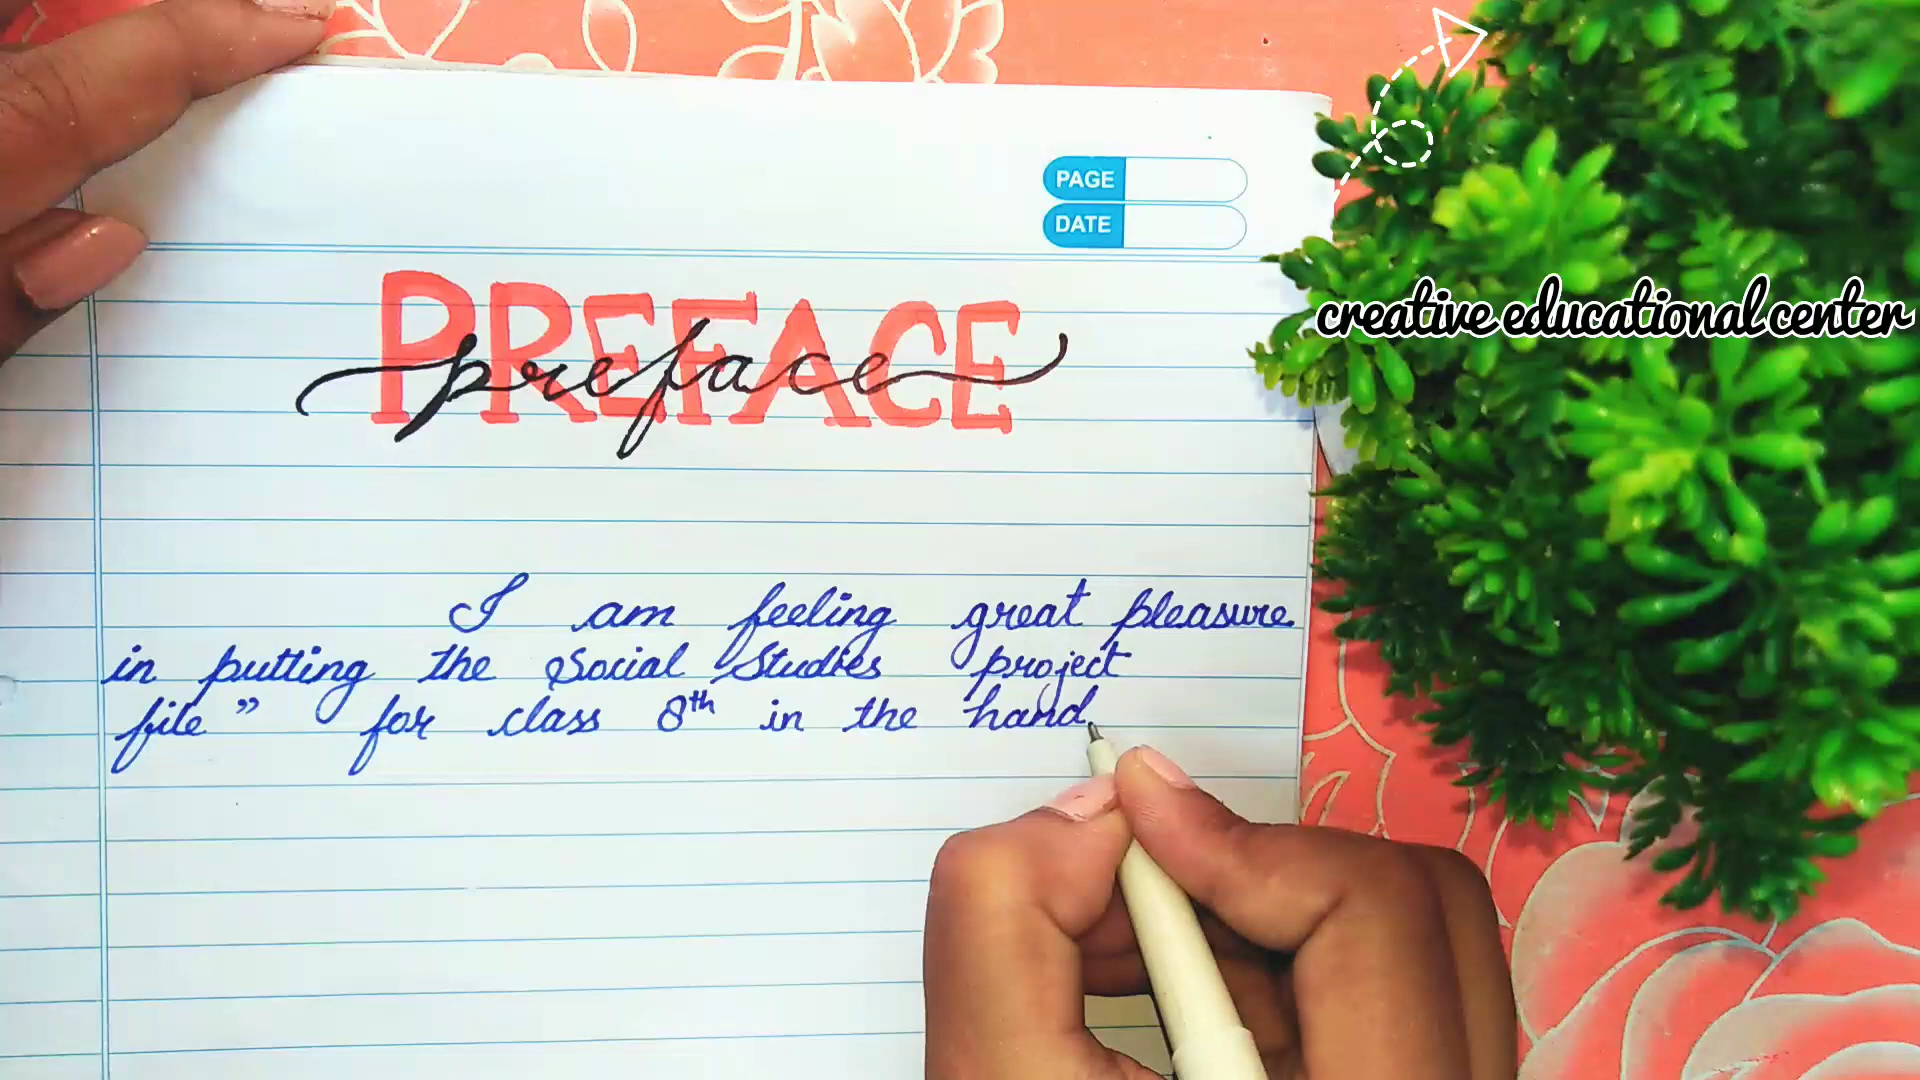 PAGE
DATE
PREFACE
preface
creative educational center
I am feeling great pleasure
in putting the Social Studies project
file” for class 8th in the hand